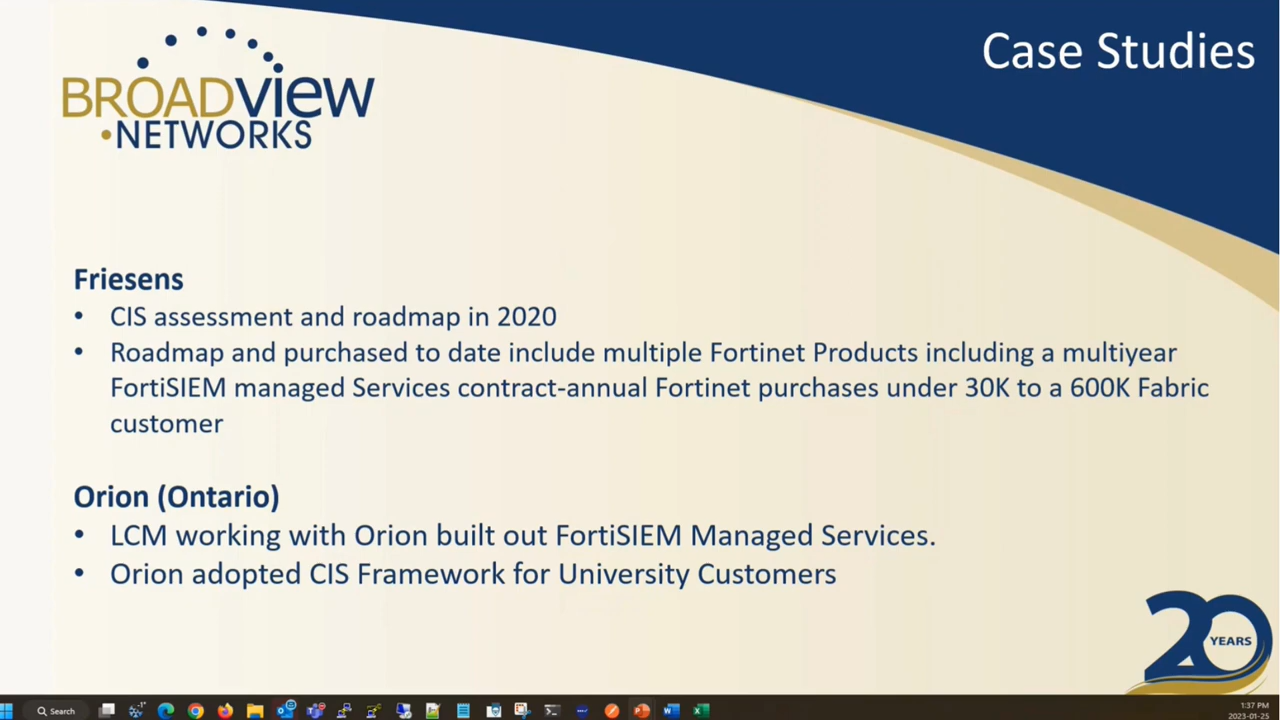 Case Studies
BROADVIEW
NETWORKS
Friesens
• CIS assessment and roadmap in 2020
• Roadmap and purchased to date include multiple Fortinet Products including a multiyear
FortiSIEM managed Services contract-annual Fortinet purchases under 30K to a 600K Fabric
customer
Orion (Ontario)
• LCM working with Orion built out FortiSIEM Managed Services.
• Orion adopted CIS Framework for University Customers
20 YEARS
Search
1:37 PM
2023-01-25